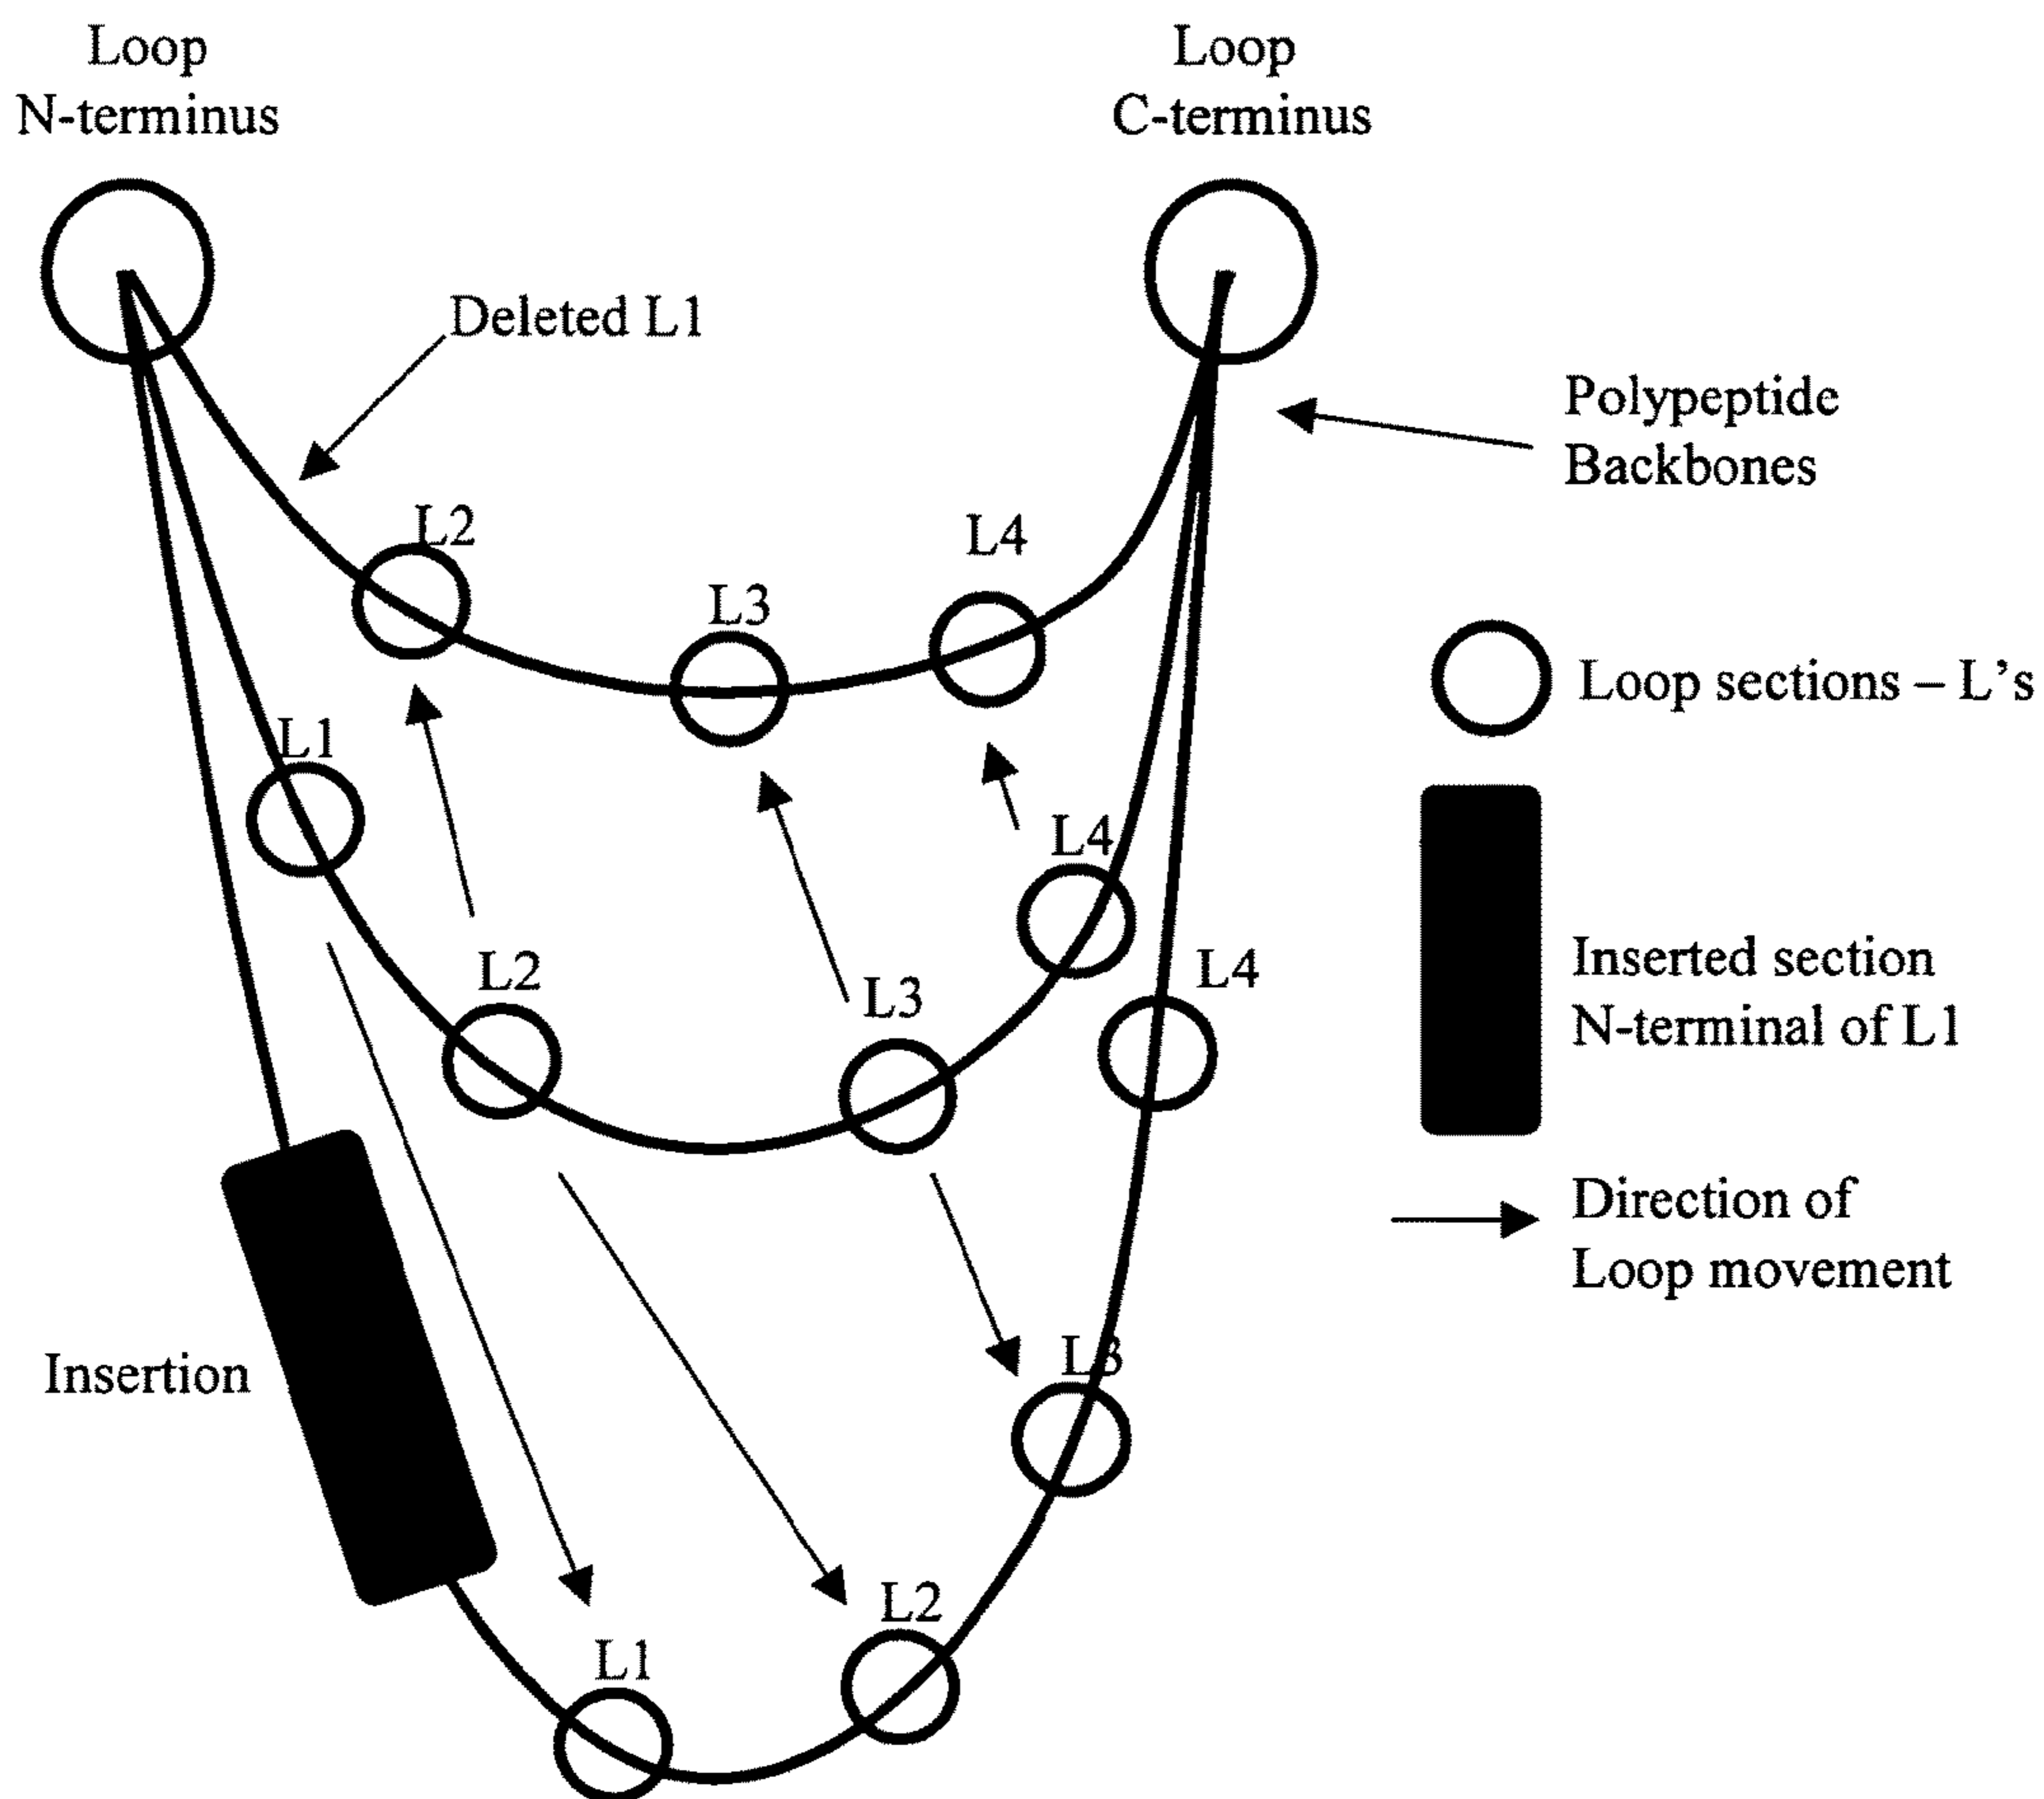 Loop
N-terminus
Loop
C-terminus
Deleted L1
Polypeptide
Backbones
L2
L4
L3
Loop sections – L's
L1
L4
L2
L3
L4
Inserted section
N-terminal of L1
Direction of
Loop movement
Insertion
L3
L2
L1